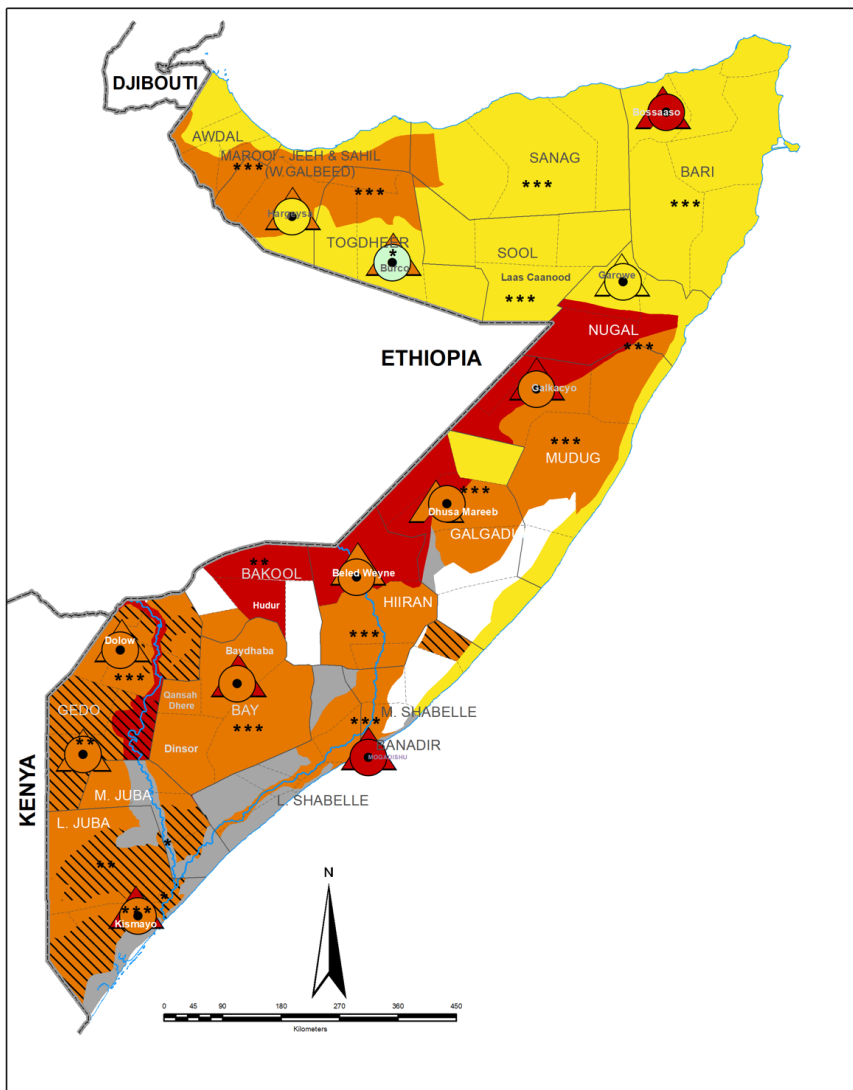 DJIBOUTI
Bossaaso
AWDAL
MAROODI - JEEH & SAHIL
(W.GALBEED)
SANAG
BARI
***
***
***
***
Hargeysa
TOGDHEER
*
Burco
SOOL
Laas Caanood
***
Garowe
NUGAL
***
ETHIOPIA
Galkacyo
***
MUDUG
***
Dhusa Mareeb
GALGADU
**
BAKOOL
Beled Weyne
Hudur
HIIRAN
***
Dolow
***
Baydhaba
Qansah
Dhere
GEDO
BAY
***
M. SHABELLE
***
**
Dinsor
BANADIR
MOGADISHU
KENYA
M. JUBA
L. SHABELLE
L. JUBA
*
**
*
***
Kismayo
N
0 45 90 180 270 360 450
Kilometers